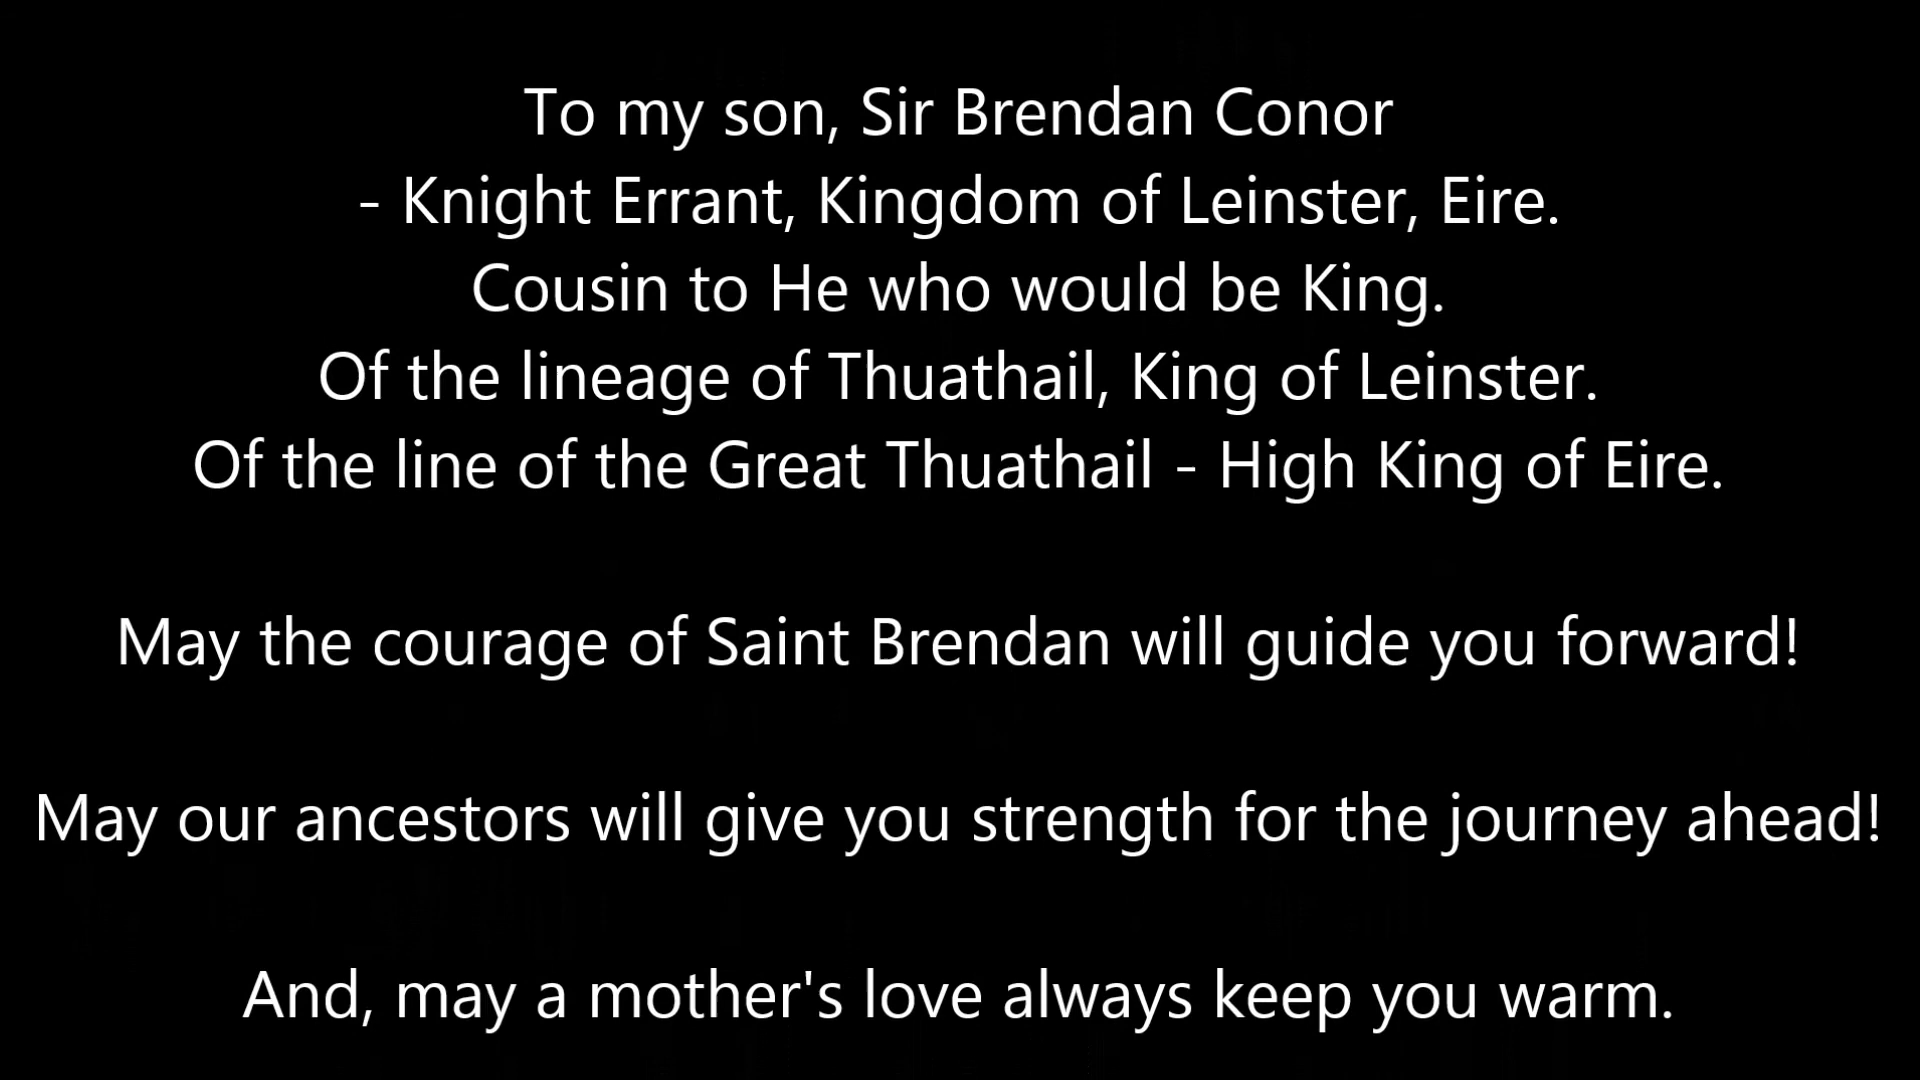 To my son, Sir Brendan Conor
- Knight Errant, Kingdom of Leinster, Eire.
Cousin to He who would be King.
Of the lineage of Thuathail, King of Leinster.
Of the line of the Great Thuathail - High King of Eire.
May the courage of Saint Brendan will guide you forward!
May our ancestors will give you strength for the journey ahead!
And, may a mother's love always keep you warm.